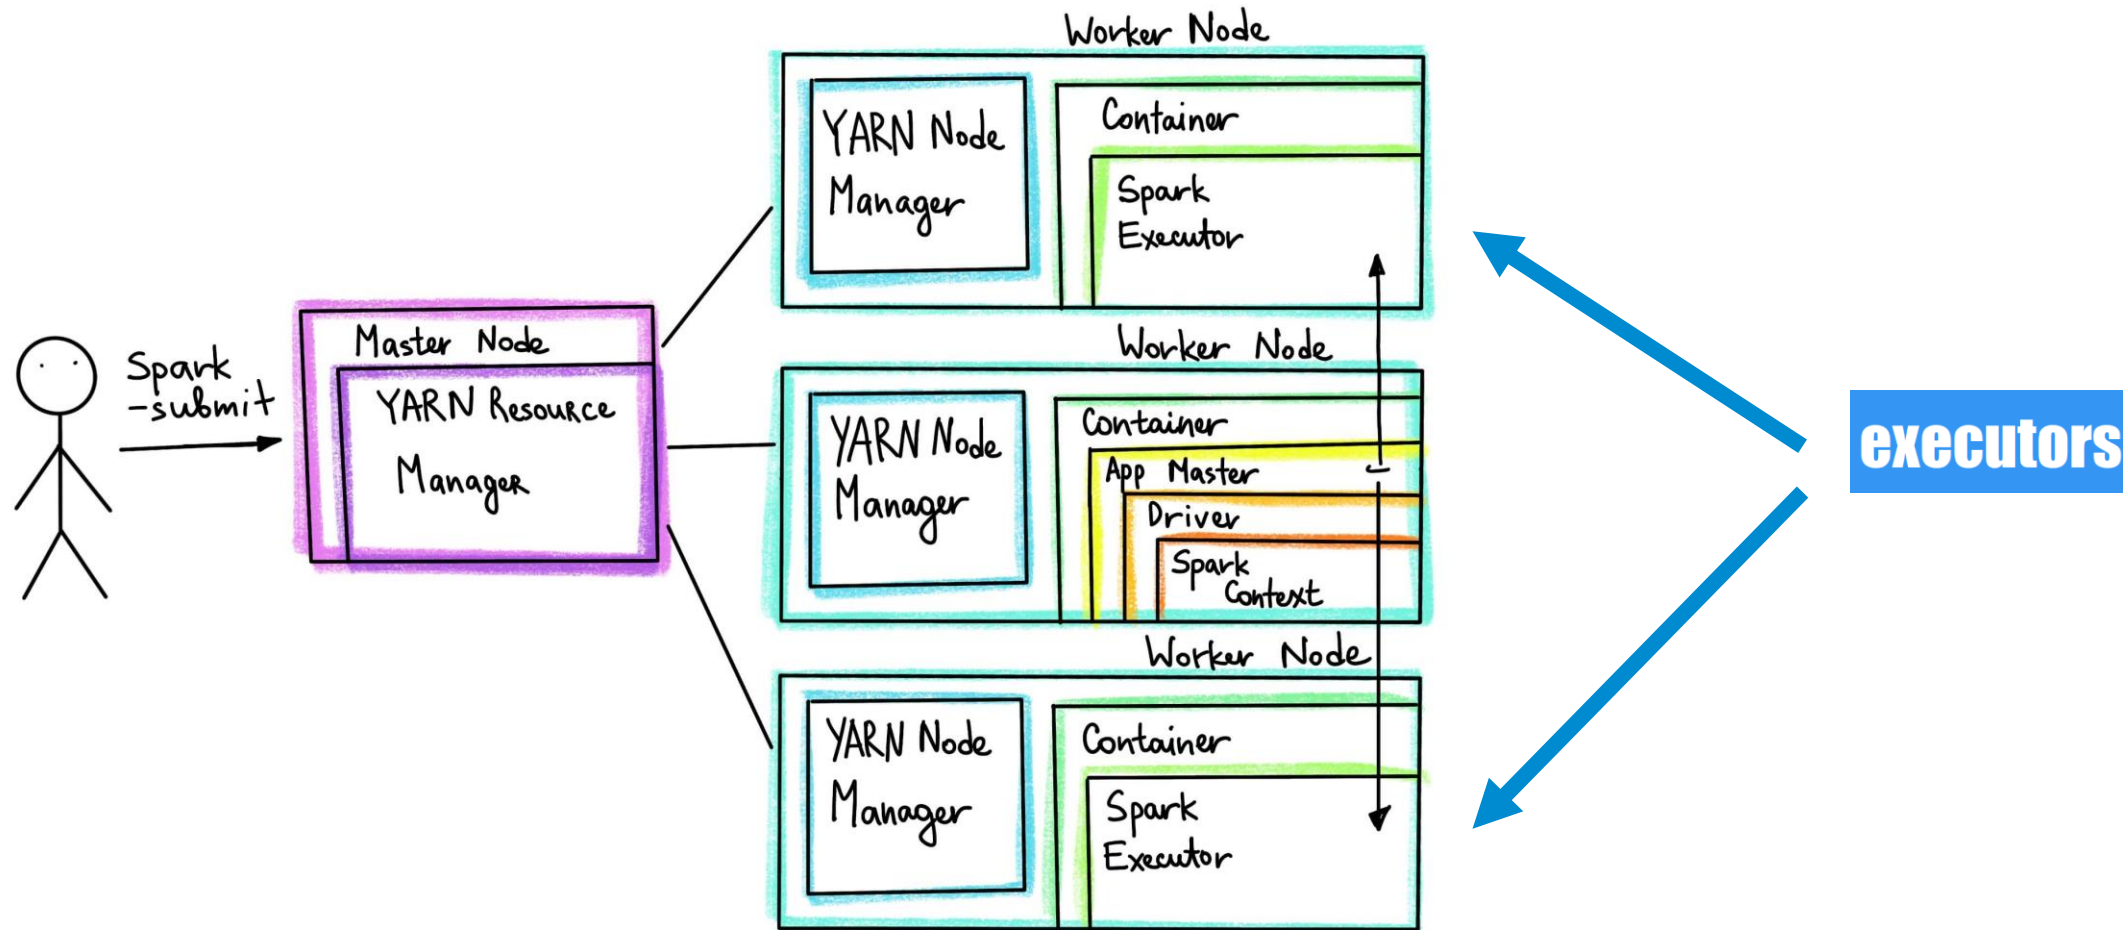 Spark
-submit
Master Node
YARN Resource
Manager
Worker Node
YARN Node
Manager
Container
Spark
Executor
Worker Node
YARN Node
Manager
Container
App Master
Driver
Spark
Context
Worker Node
YARN Node
Manager
Container
Spark
Executor
executors